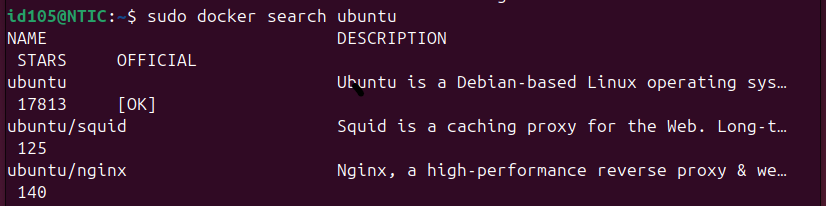 id105@NTIC:~$ sudo docker search ubuntu
NAME                              DESCRIPTION
 STARS     OFFICIAL
ubuntu                            Ubuntu is a Debian-based Linux operating sys…
 17813     [OK]
ubuntu/squid                      Squid is a caching proxy for the Web. Long-t…
 125
ubuntu/nginx                      Nginx, a high-performance reverse proxy & we…
 140